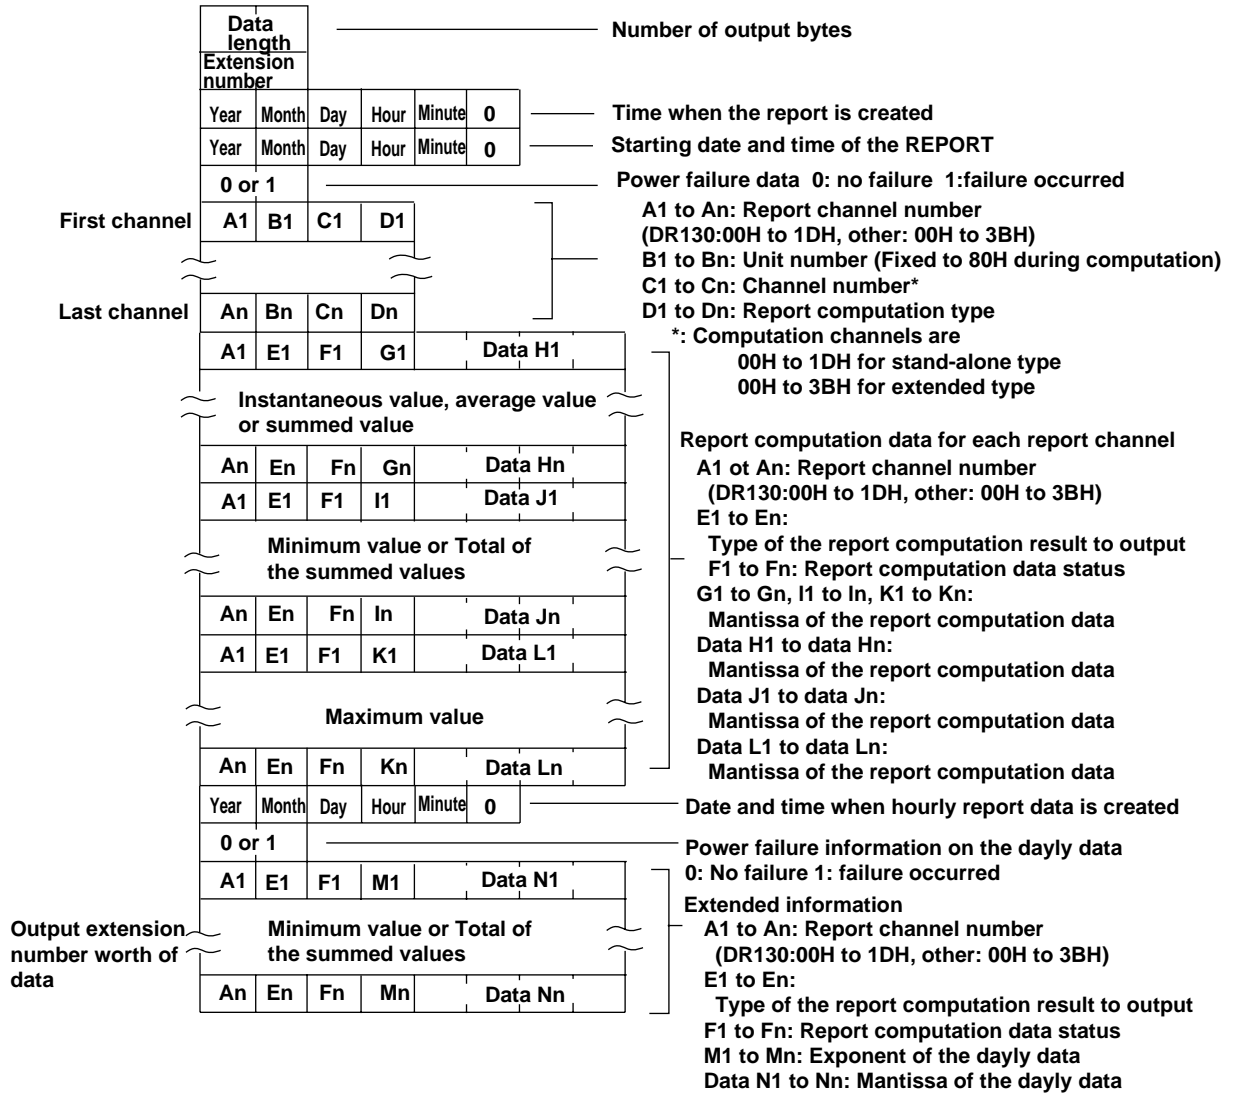 Data
length
Number of output bytes
Extension
number
Year Month Day Hour Minute 0
Time when the report is created
Year Month Day Hour Minute 0
Starting date and time of the REPORT
0 or 1
Power failure data 0: no failure 1:failure occurred
First channel
A1 B1 C1 D1
A1 to An: Report channel number
(DR130:00H to 1DH, other: 00H to 3BH)
B1 to Bn: Unit number (Fixed to 80H during computation)
C1 to Cn: Channel number*
D1 to Dn: Report computation type
*: Computation channels are
00H to 1DH for stand-alone type
00H to 3BH for extended type
Last channel
An Bn Cn Dn
A1 E1 F1 G1 Data H1
Instantaneous value, average value
or summed value
An En Fn Gn Data Hn
A1 E1 F1 I1 Data J1
Minimum value or Total of
the summed values
An En Fn In Data Jn
A1 E1 F1 K1 Data L1
Maximum value
An En Fn Kn Data Ln
Report computation data for each report channel
A1 ot An: Report channel number
(DR130:00H to 1DH, other: 00H to 3BH)
E1 to En:
Type of the report computation result to output
F1 to Fn: Report computation data status
G1 to Gn, I1 to In, K1 to Kn:
Mantissa of the report computation data
Data H1 to data Hn:
Mantissa of the report computation data
Data J1 to data Jn:
Mantissa of the report computation data
Data L1 to data Ln:
Mantissa of the report computation data
Year Month Day Hour Minute 0
Date and time when hourly report data is created
0 or 1
Power failure information on the dayly data
0: No failure 1: failure occurred
A1 E1 F1 M1 Data N1
Output extension
number worth of
data
Minimum value or Total of
the summed values
An En Fn Mn Data Nn
Extended information
A1 to An: Report channel number
(DR130:00H to 1DH, other: 00H to 3BH)
E1 to En:
Type of the report computation result to output
F1 to Fn: Report computation data status
M1 to Mn: Exponent of the dayly data
Data N1 to Nn: Mantissa of the dayly data